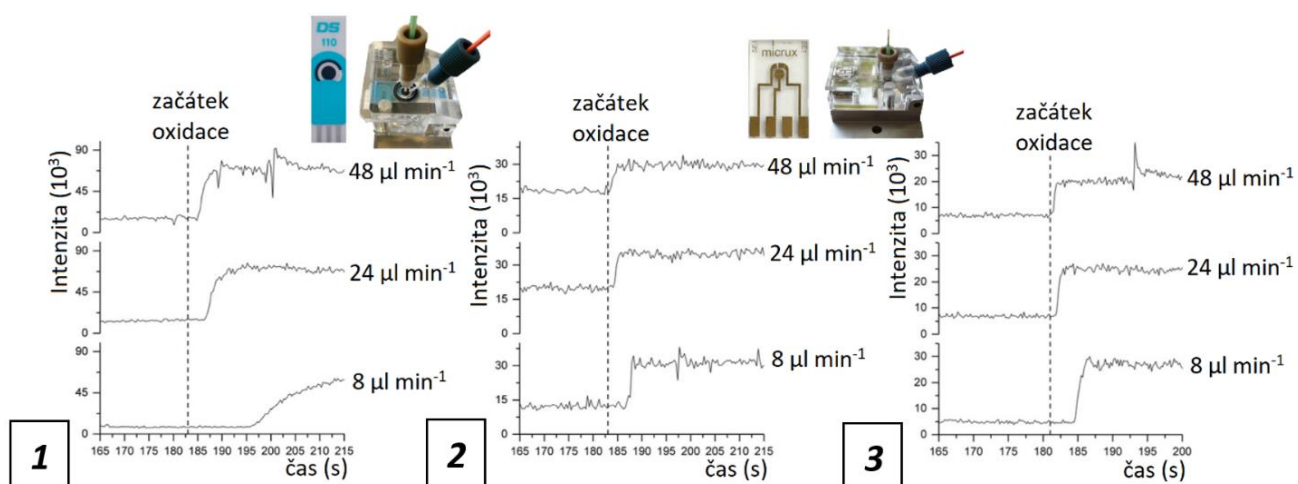 DS
110
micrux
začátek
oxidace
Intenzita (10³)
90
45
0
48 µl min⁻¹
90
45
0
24 µl min⁻¹
90
45
0
8 µl min⁻¹
165 170 175 180 185 190 195 200 205 210 215
čas (s)
1
začátek
oxidace
Intenzita (10³)
30
15
0
48 µl min⁻¹
30
15
0
24 µl min⁻¹
30
15
0
8 µl min⁻¹
165 170 175 180 185 190 195 200 205 210 215
čas (s)
2
začátek
oxidace
Intenzita (10³)
30
20
10
0
48 µl min⁻¹
30
20
10
0
24 µl min⁻¹
30
20
10
0
8 µl min⁻¹
165 170 175 180 185 190 195 200
čas (s)
3